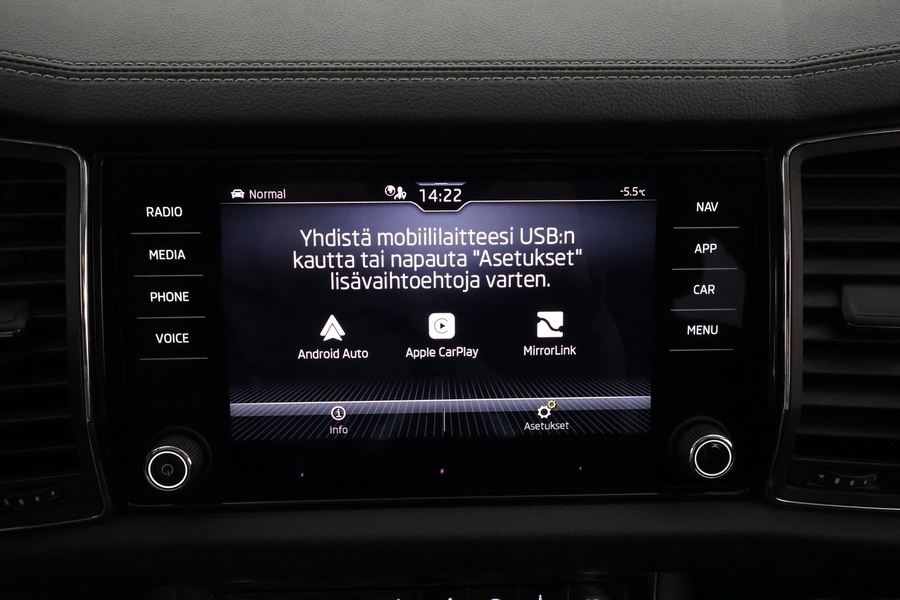 Normal
14:22
-5.5°C
RADIO
MEDIA
PHONE
VOICE
Yhdistä mobiililaitteesi USB:n
kautta tai napauta "Asetukset"
lisävaihtoehtoja varten.
Android Auto
Apple CarPlay
MirrorLink
Info
Asetukset
NAV
APP
CAR
MENU